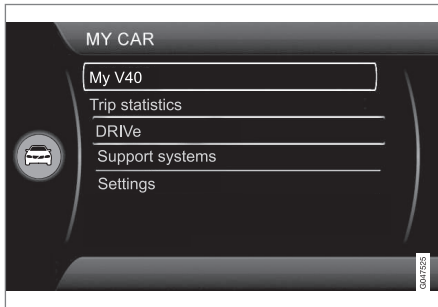 MY CAR
My V40
Trip statistics
DRIVe
Support systems
Settings
G047525